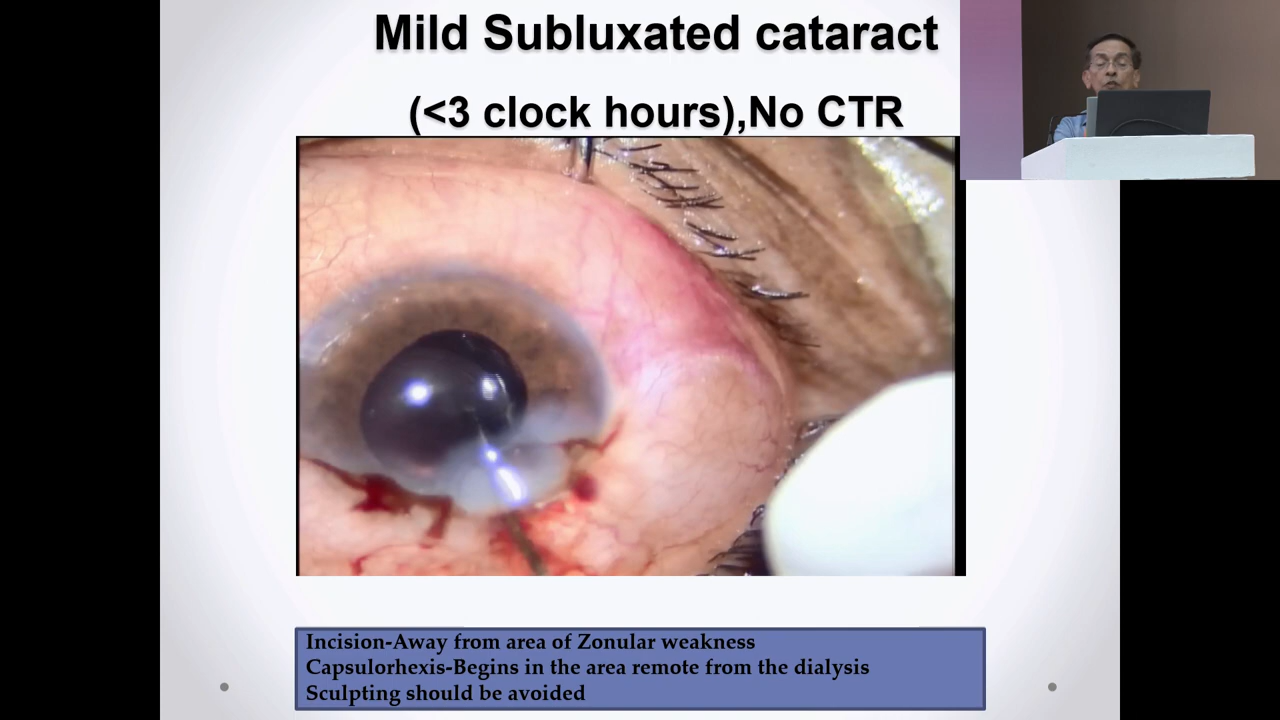 Mild Subluxated cataract
(<3 clock hours),No CTR
Incision-Away from area of Zonular weakness
Capsulorhexis-Begins in the area remote from the dialysis
Sculpting should be avoided